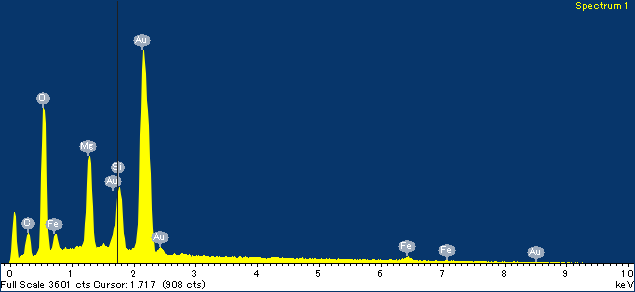 Spectrum 1
Au
O
Mg
Si
Au
C
Fe
Au
Fe
Fe
Au
0 1 2 3 4 5 6 7 8 9 10
Full Scale 3601 cts Cursor: 1.717 (908 cts) keV